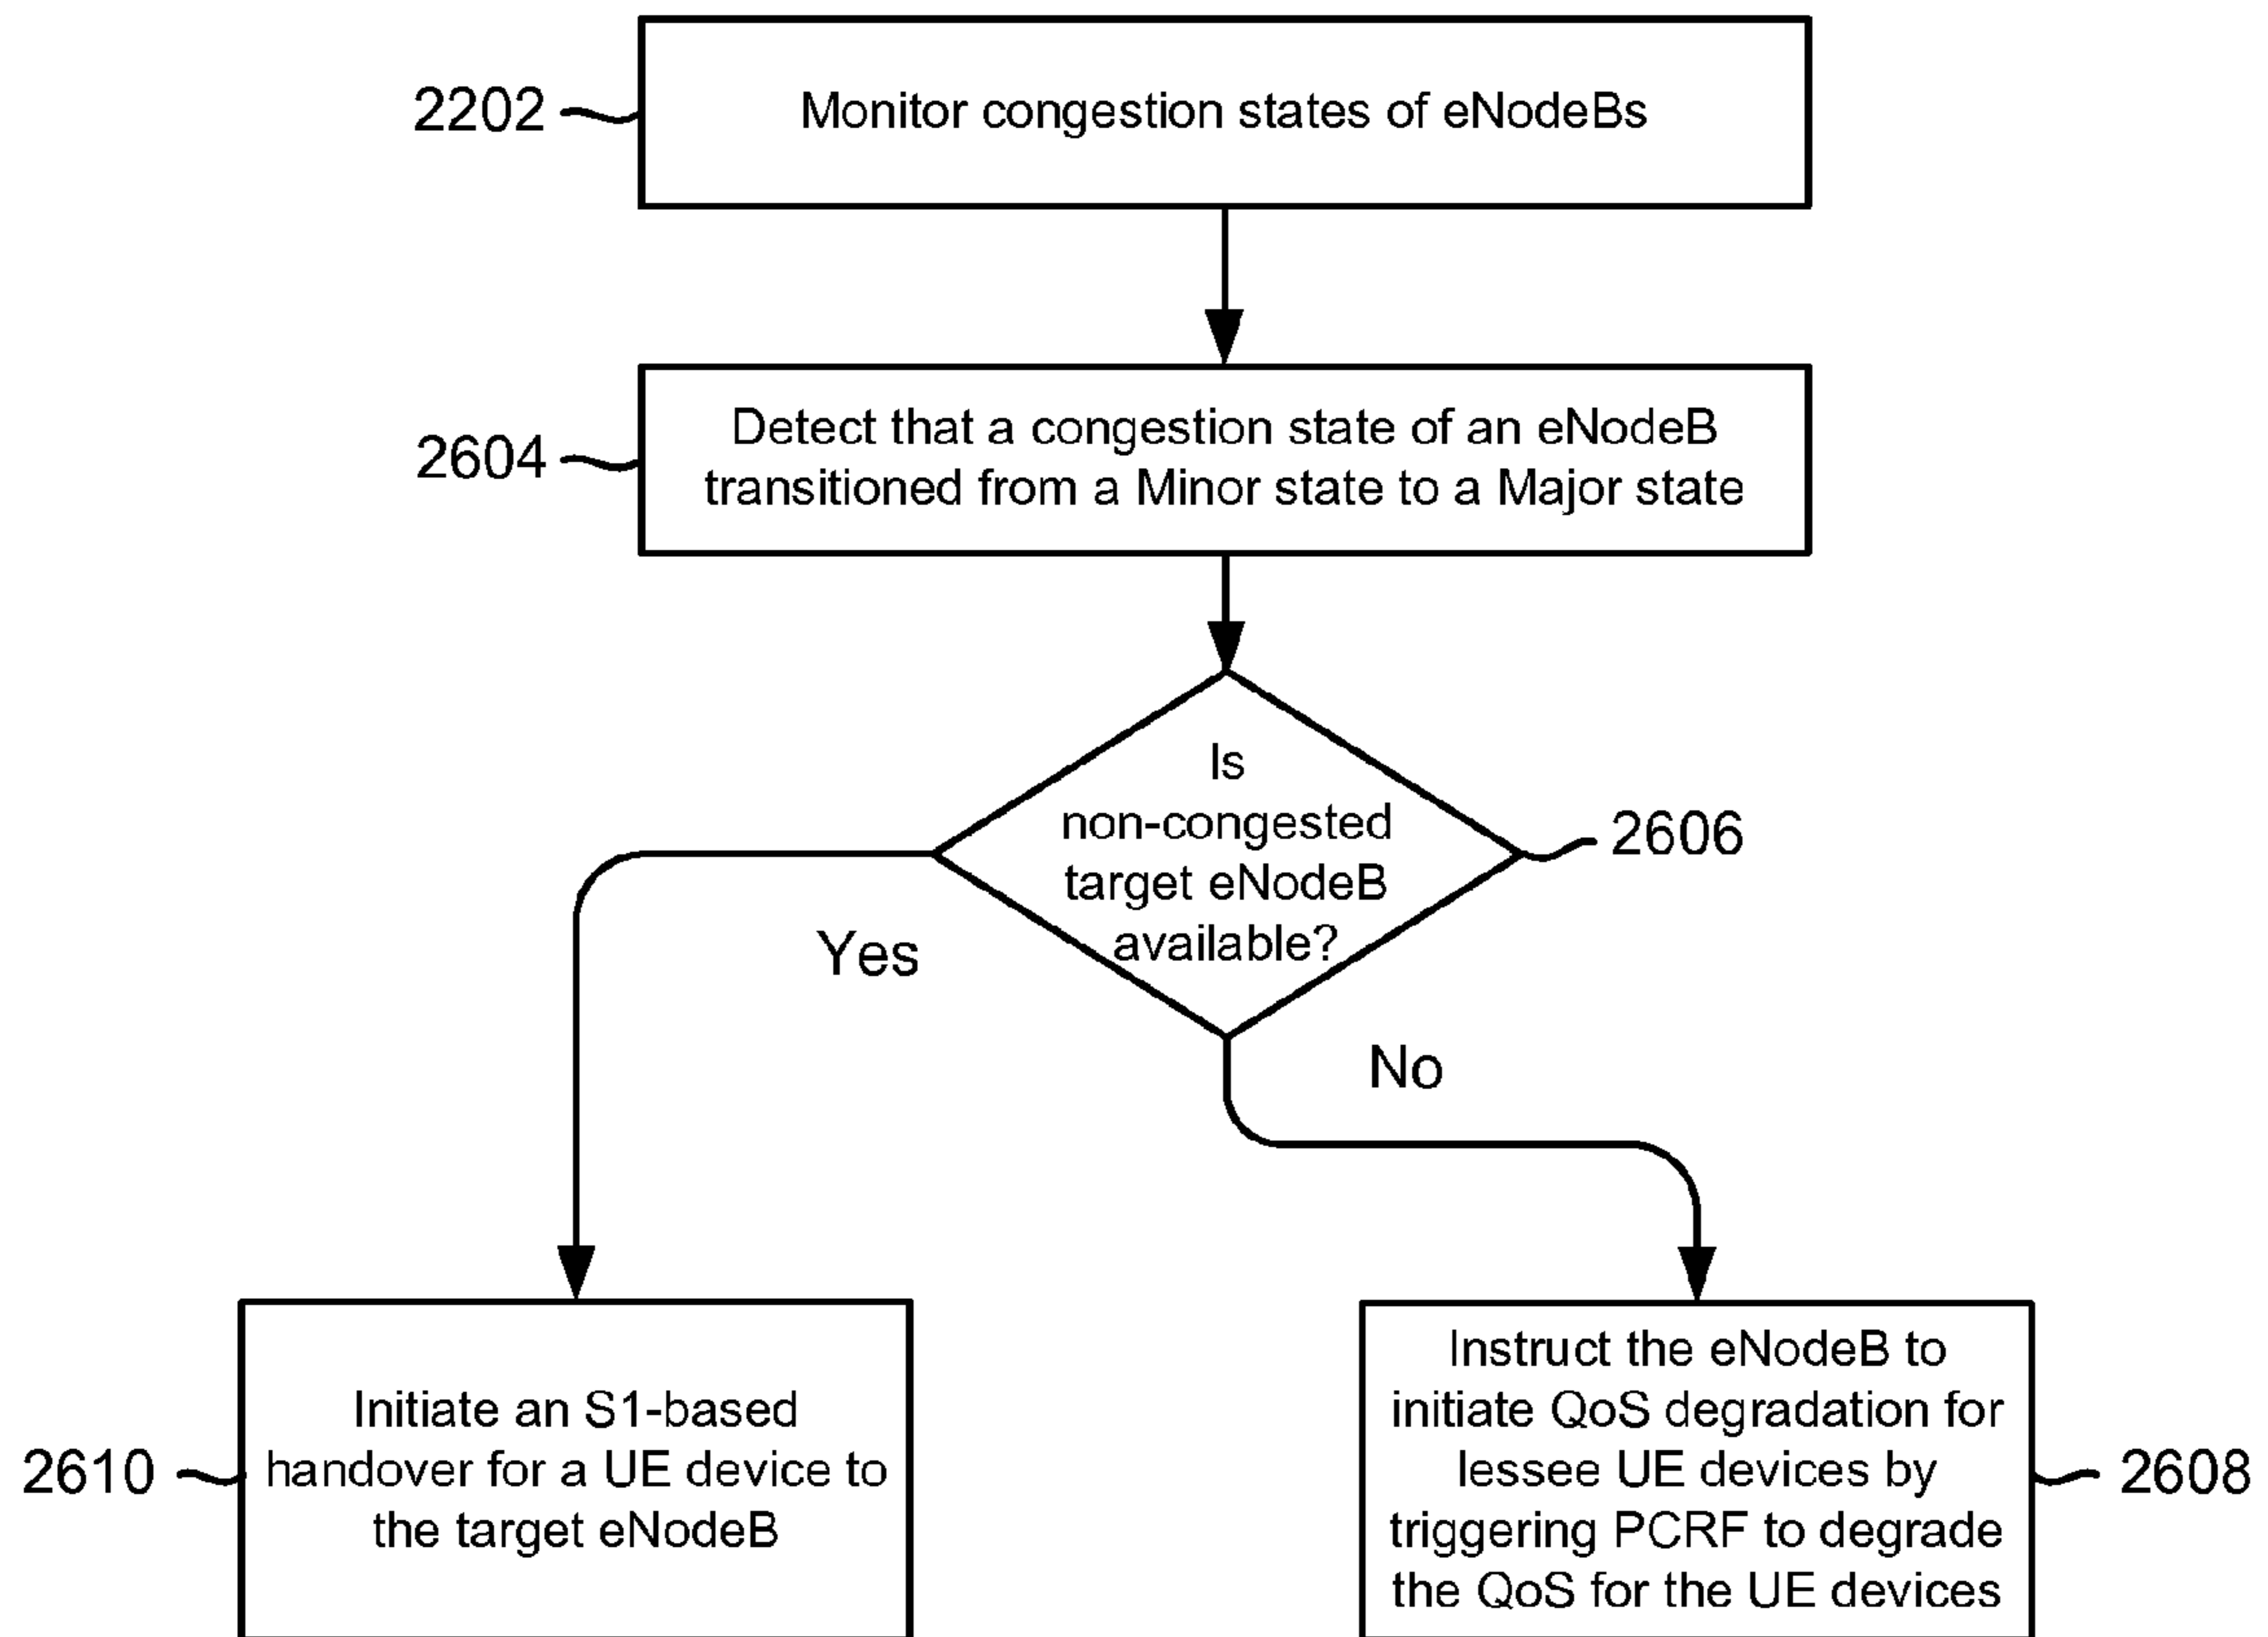 2202
Monitor congestion states of eNodeBs
2604
Detect that a congestion state of an eNodeB
transitioned from a Minor state to a Major state
Is
non-congested
target eNodeB
available?
2606
Yes
No
2610
Initiate an S1-based
handover for a UE device to
the target eNodeB
Instruct the eNodeB to
initiate QoS degradation for
lessee UE devices by
triggering PCRF to degrade
the QoS for the UE devices
2608